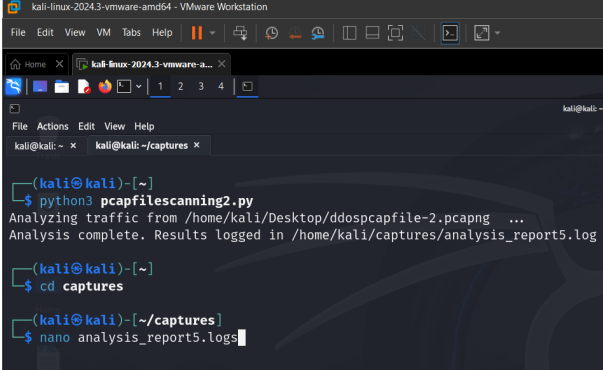 kali-linux-2024.3-vmware-amd64 - VMware Workstation
File Edit View VM Tabs Help
Home × kali-linux-2024.3-vmware-a... ×
1 2 3 4
kali@kali: ~
File Actions Edit View Help
kali@kali: ~ × kali@kali: ~/captures ×
┌──(kali㉿kali)-[~]
└─$ python3 pcapfilescanning2.py
Analyzing traffic from /home/kali/Desktop/ddospcapfile-2.pcapng ...
Analysis complete. Results logged in /home/kali/captures/analysis_report5.log
┌──(kali㉿kali)-[~]
└─$ cd captures
┌──(kali㉿kali)-[~/captures]
└─$ nano analysis_report5.logs